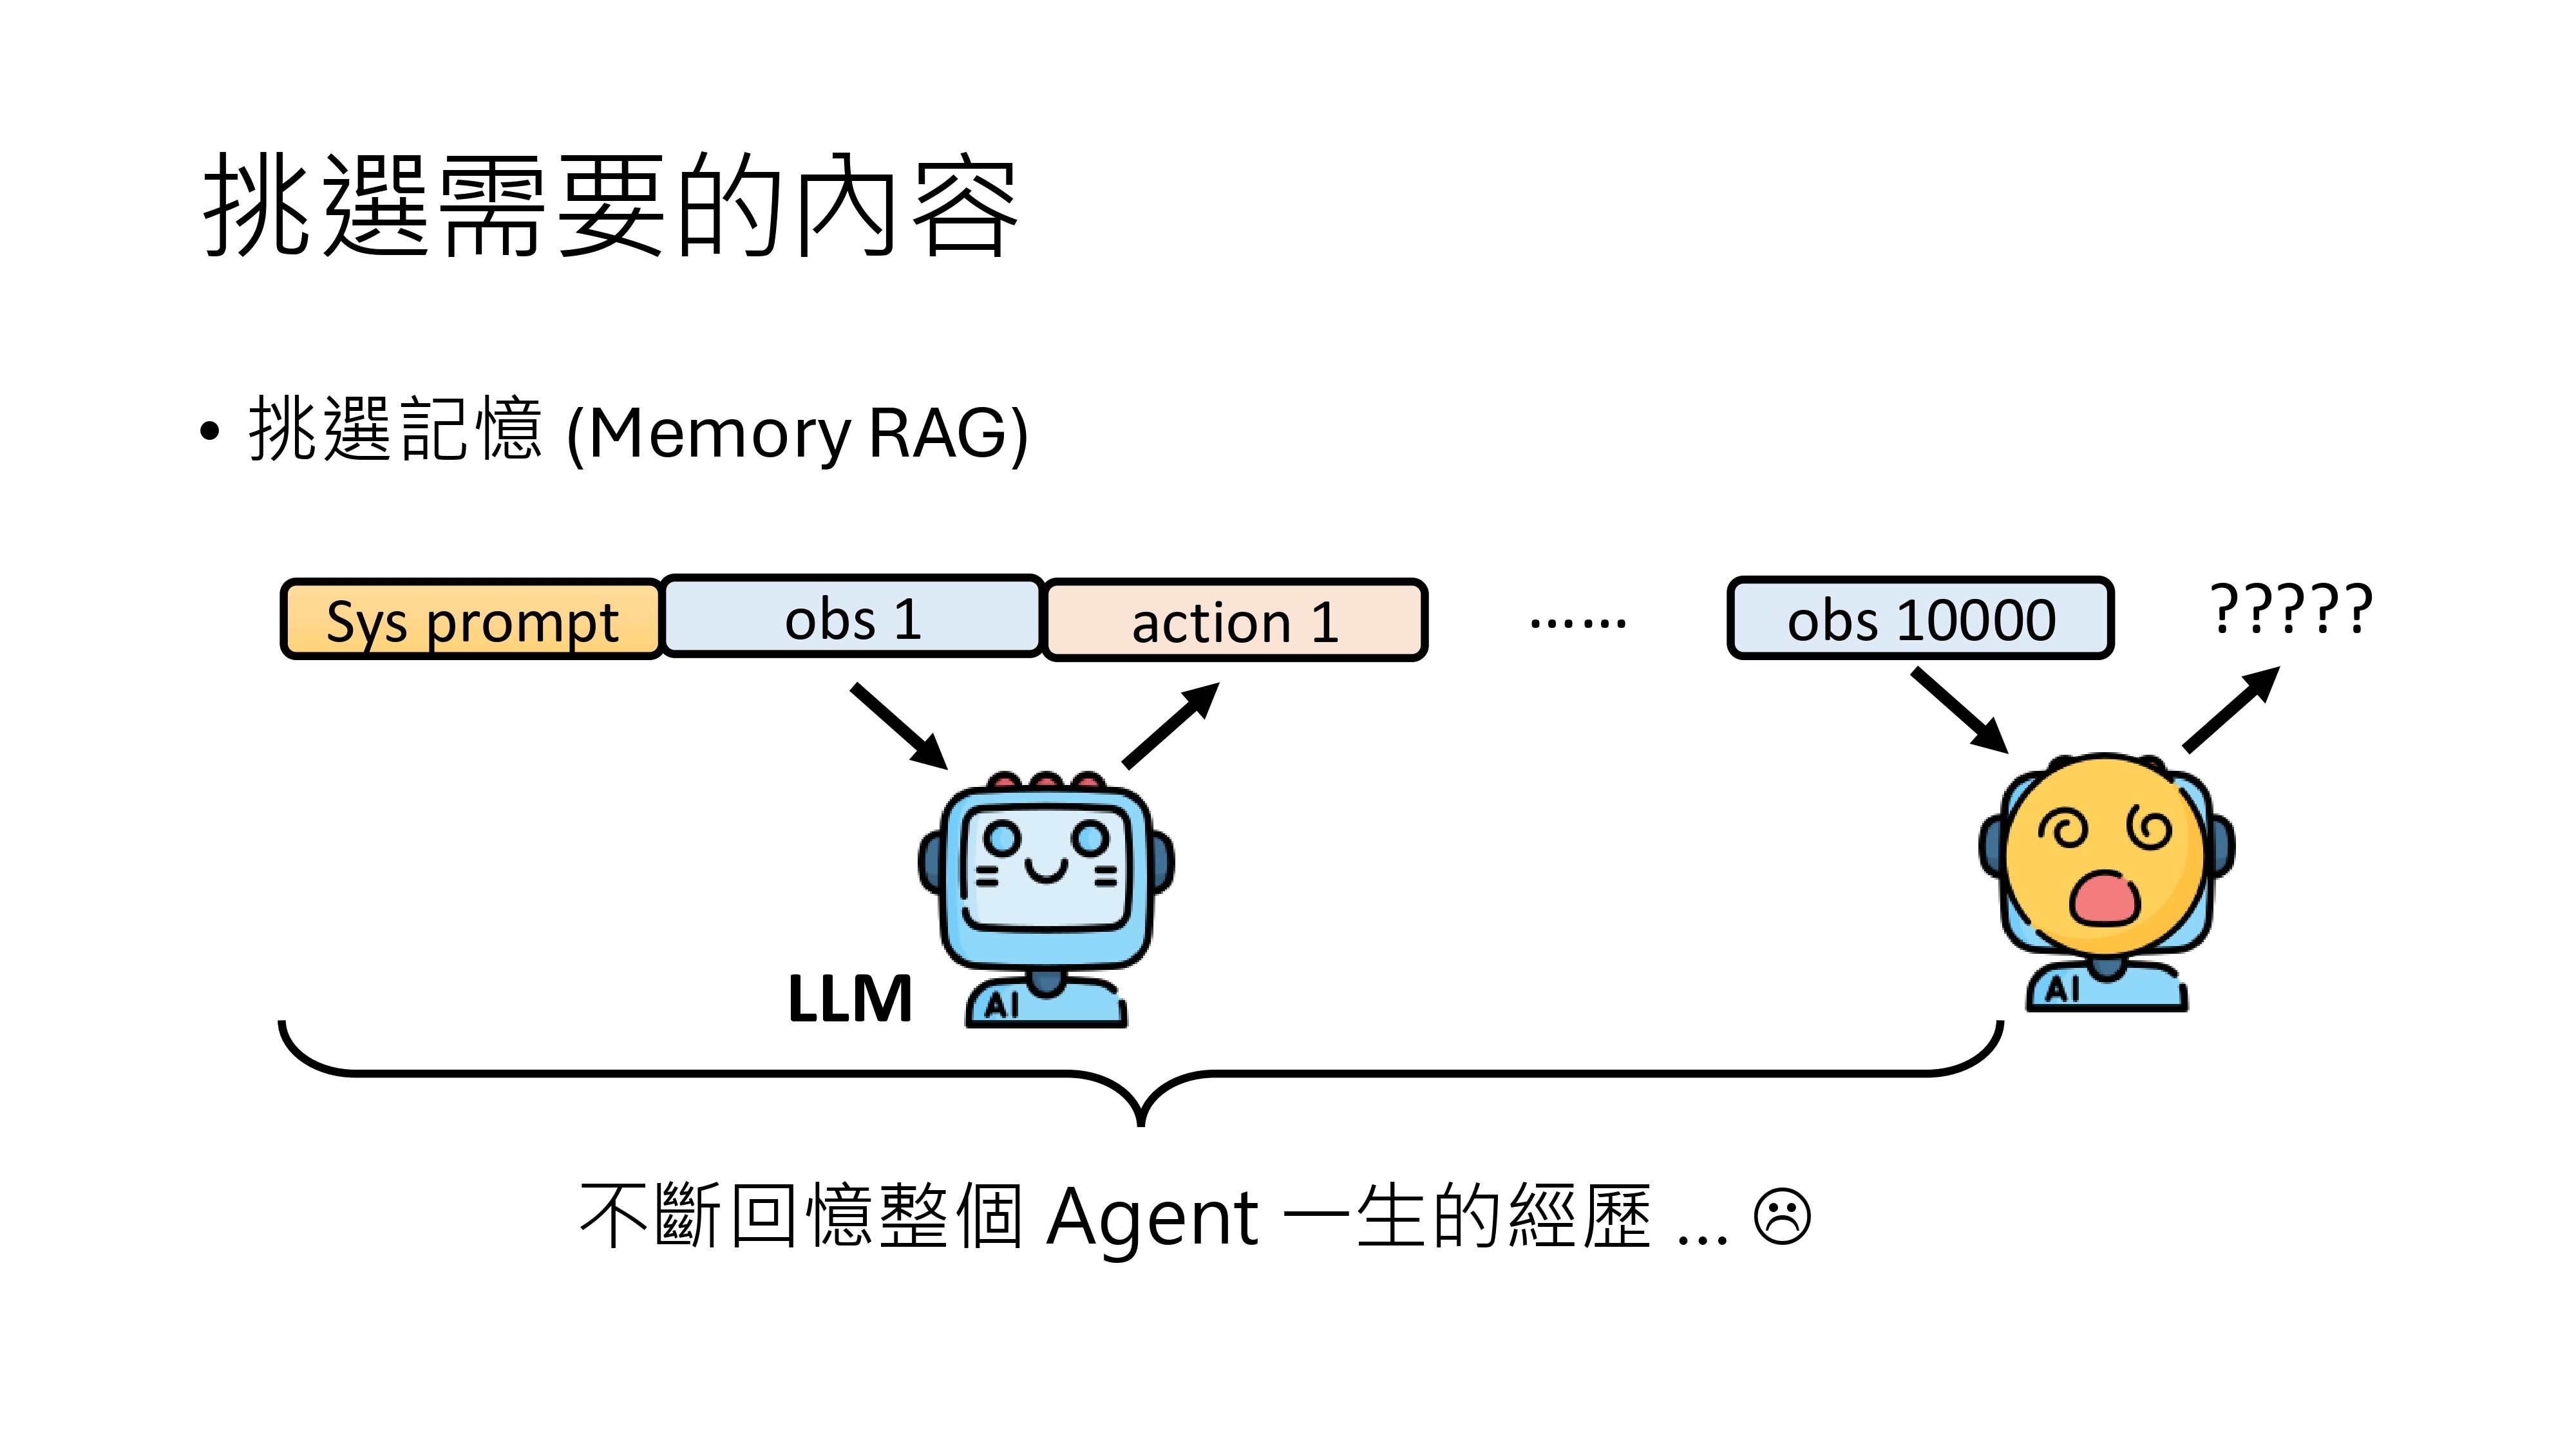 挑選需要的內容
• 挑選記憶 (Memory RAG)
Sys prompt obs 1 action 1 …… obs 10000 ?????
AI
AI
LLM
不斷回憶整個 Agent 一生的經歷 … ☹